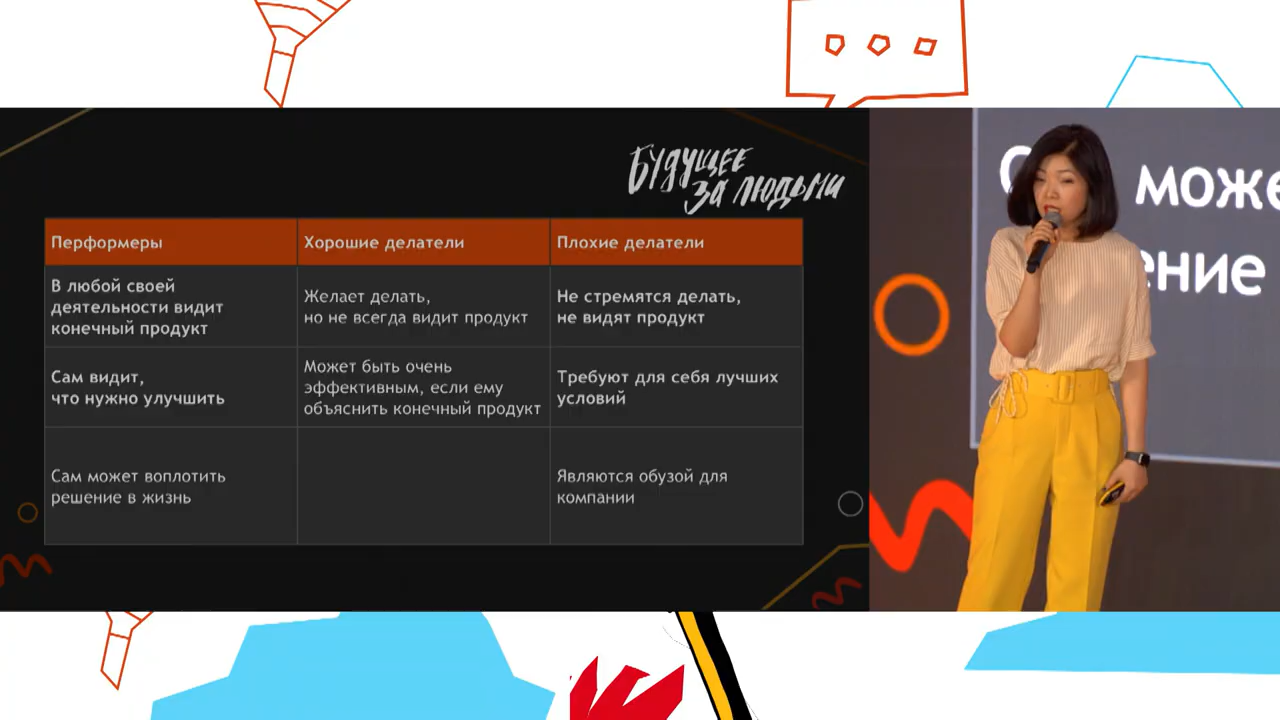 Будущее
за людьми
Перформеры
Хорошие делатели
Плохие делатели
В любой своей
деятельности видит
конечный продукт
Желает делать,
но не всегда видит продукт
Не стремятся делать,
не видят продукт
Сам видит,
что нужно улучшить
Может быть очень
эффективным, если ему
объяснить конечный продукт
Требуют для себя лучших
условий
Сам может воплотить
решение в жизнь
Являются обузой для
компании
може
ение